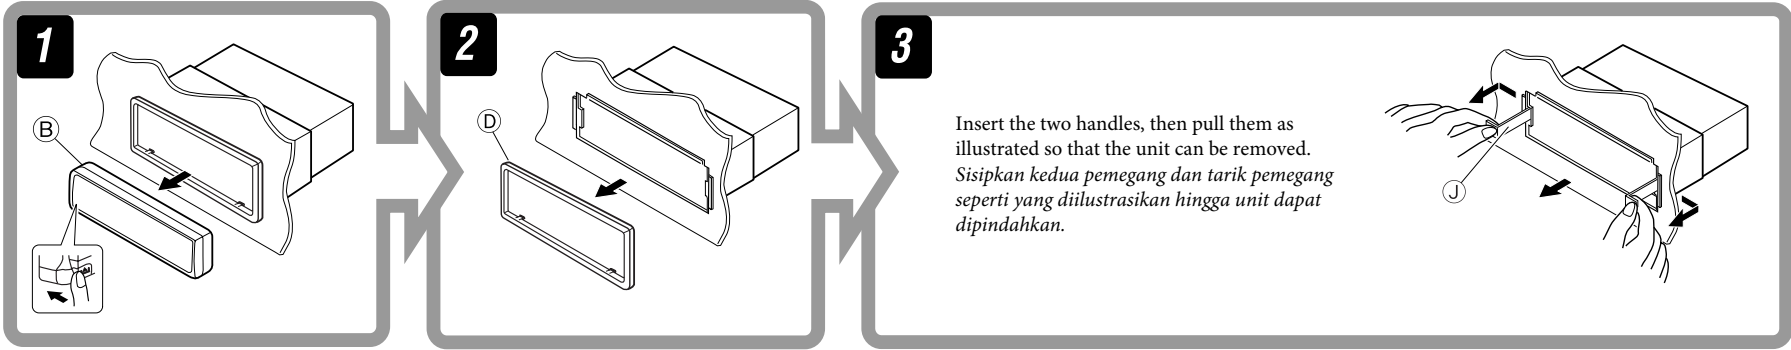 1
B
2
D
3
Insert the two handles, then pull them as
illustrated so that the unit can be removed.
Sisipkan kedua pemegang dan tarik pemegang
seperti yang diilustrasikan hingga unit dapat
dipindahkan.
J